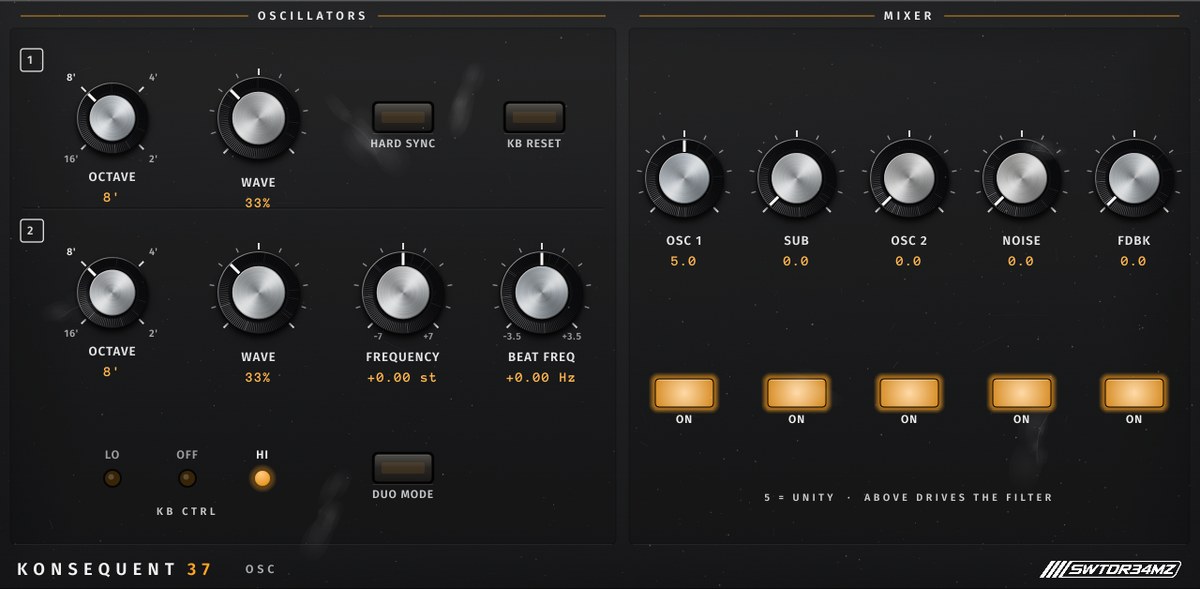 OSCILLATORS
1
8' 4'
16' 2'
OCTAVE
8'
WAVE
33%
HARD SYNC
KB RESET
2
8' 4'
16' 2'
OCTAVE
8'
WAVE
33%
-7 +7
FREQUENCY
+0.00 st
-3.5 +3.5
BEAT FREQ
+0.00 Hz
LO OFF HI
KB CTRL
DUO MODE
MIXER
OSC 1 SUB OSC 2 NOISE FDBK
5.0 0.0 0.0 0.0 0.0
ON ON ON ON ON
5 = UNITY · ABOVE DRIVES THE FILTER
KONSEQUENT 37 OSC
SWTDR34MZ